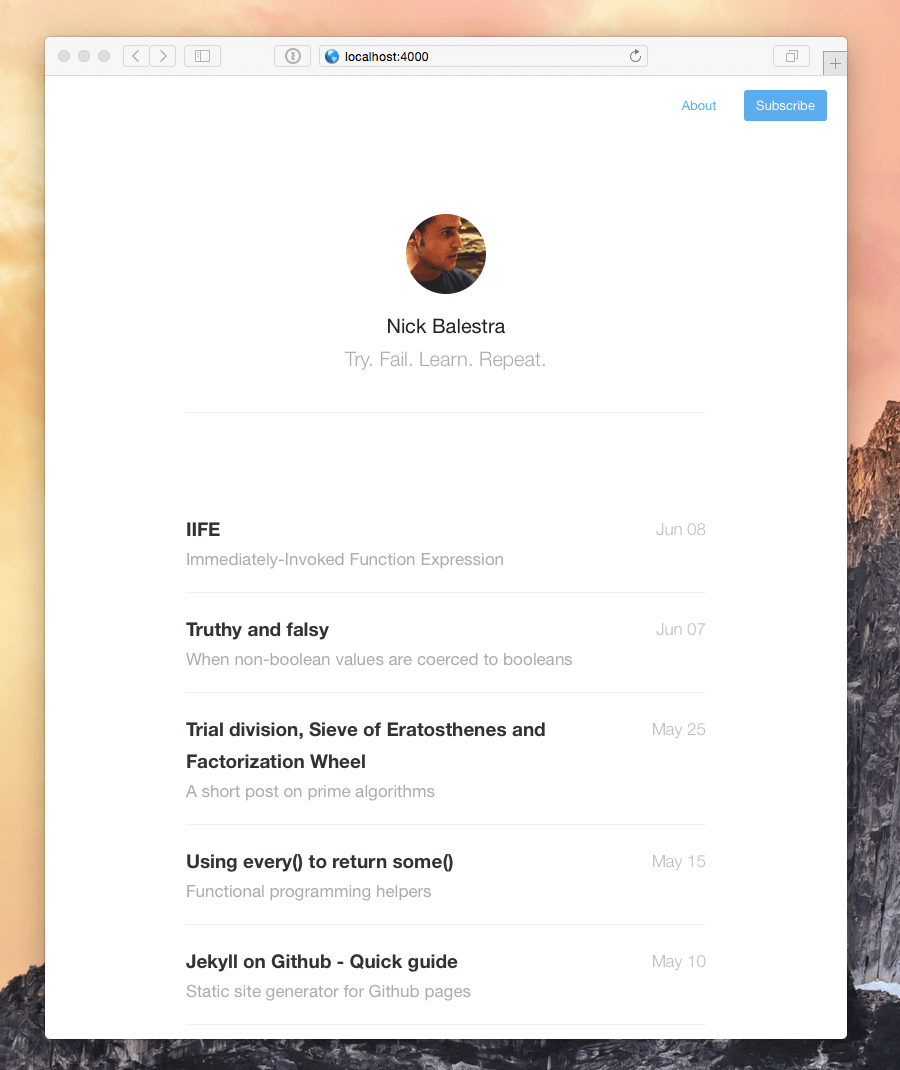 localhost:4000
About
Subscribe
Nick Balestra
Try. Fail. Learn. Repeat.
IIFE
Jun 08
Immediately-Invoked Function Expression
Truthy and falsy
Jun 07
When non-boolean values are coerced to booleans
Trial division, Sieve of Eratosthenes and
May 25
Factorization Wheel
A short post on prime algorithms
Using every() to return some()
May 15
Functional programming helpers
Jekyll on Github - Quick guide
May 10
Static site generator for Github pages